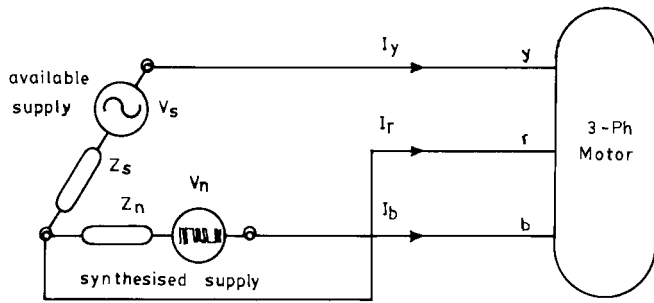 I_y
y
available
supply
V_s
I_r
r
3-Ph
Motor
Z_s
V_n
Z_n
I_b
b
synthesised supply